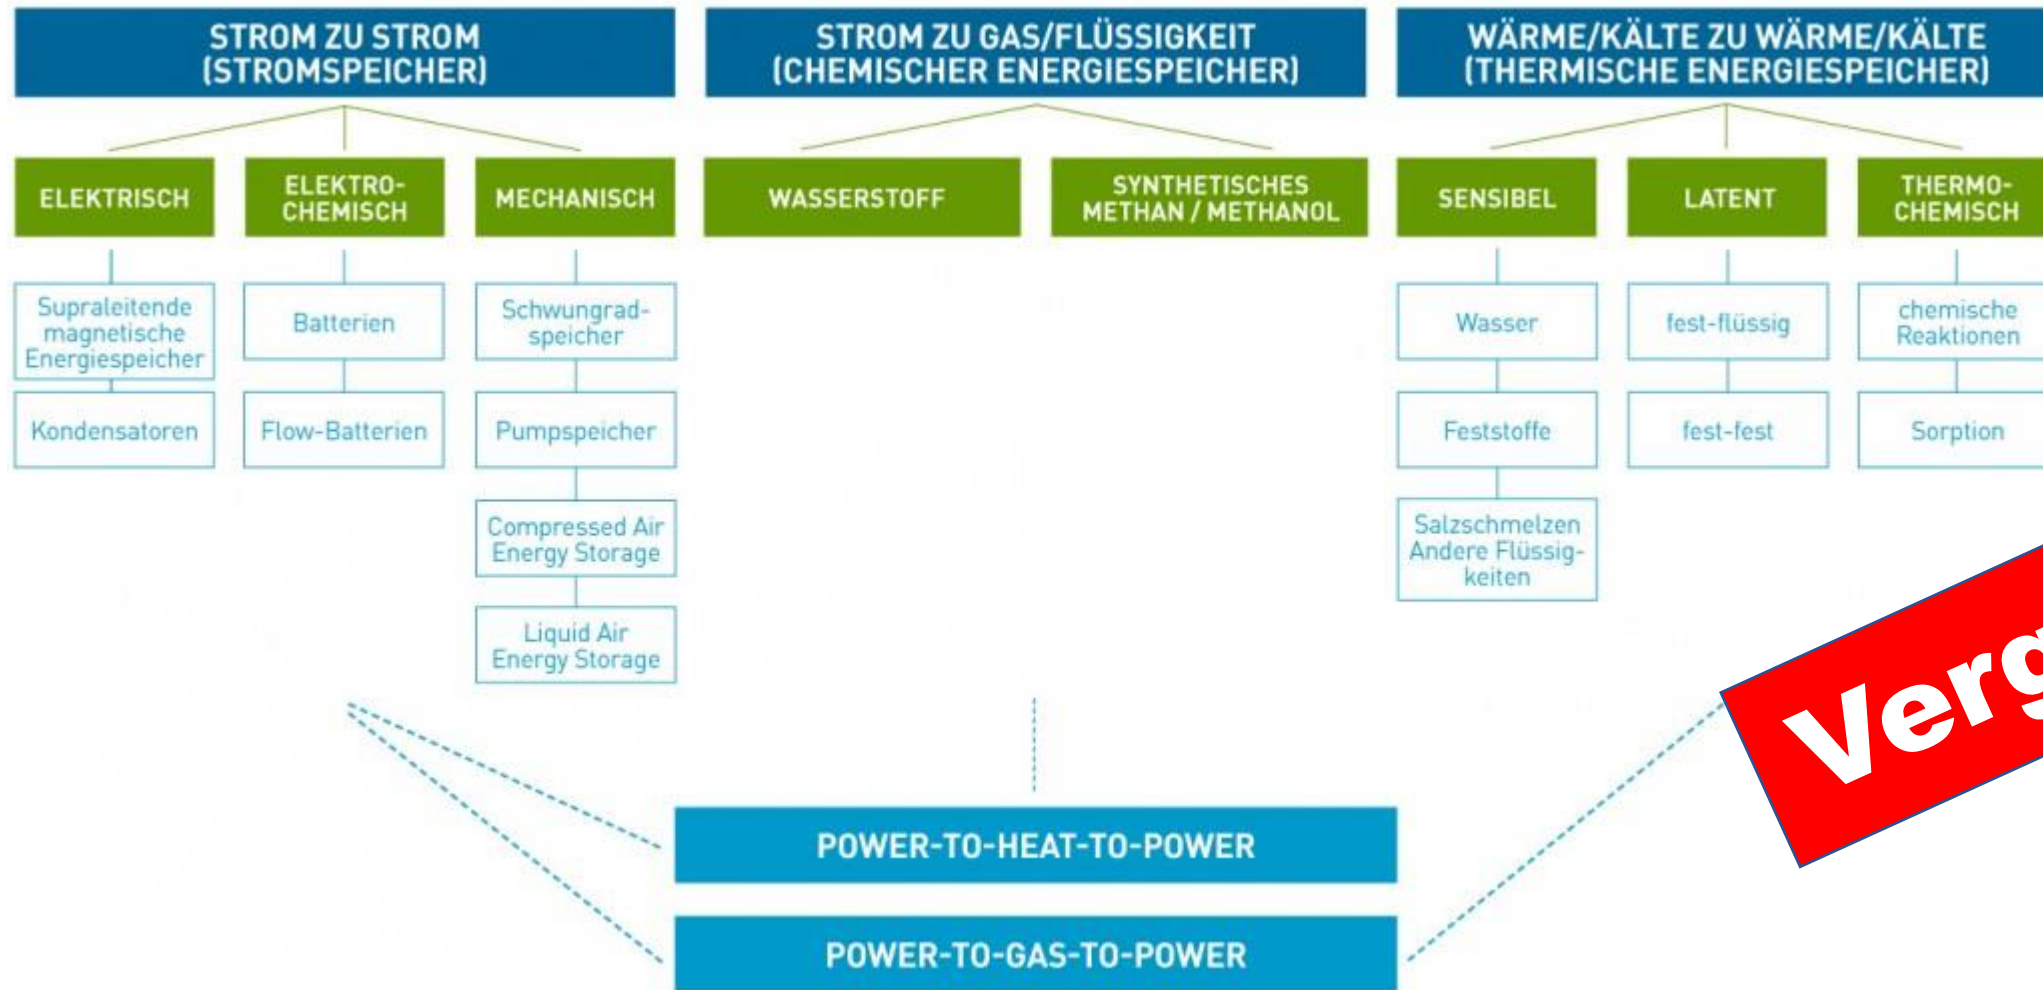 STROM ZU STROM
(STROMSPEICHER)
STROM ZU GAS/FLÜSSIGKEIT
(CHEMISCHER ENERGIESPEICHER)
WÄRME/KÄLTE ZU WÄRME/KÄLTE
(THERMISCHE ENERGIESPEICHER)
ELEKTRISCH
ELEKTRO-
CHEMISCH
MECHANISCH
WASSERSTOFF
SYNTHETISCHES
METHAN / METHANOL
SENSIBEL
LATENT
THERMO-
CHEMISCH
Supraleitende
magnetische
Energiespeicher
Batterien
Schwungrad-
speicher
Wasser
fest-flüssig
chemische
Reaktionen
Kondensatoren
Flow-Batterien
Pumpspeicher
Feststoffe
fest-fest
Sorption
Compressed Air
Energy Storage
Salzschmelzen
Andere Flüssig-
keiten
Liquid Air
Energy Storage
POWER-TO-HEAT-TO-POWER
POWER-TO-GAS-TO-POWER